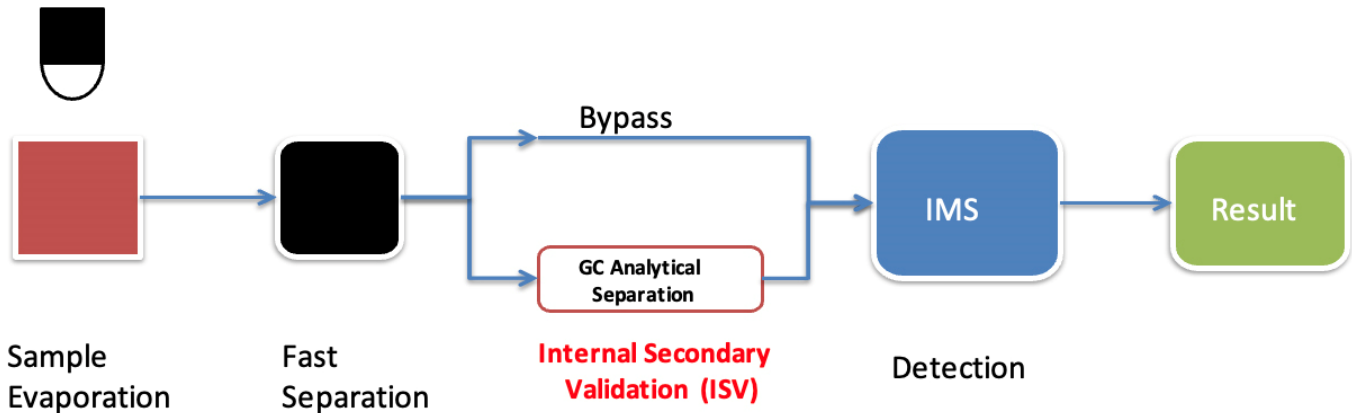 Bypass
IMS
Result
GC Analytical
Separation
Sample
Evaporation
Fast
Separation
Internal Secondary
Validation (ISV)
Detection